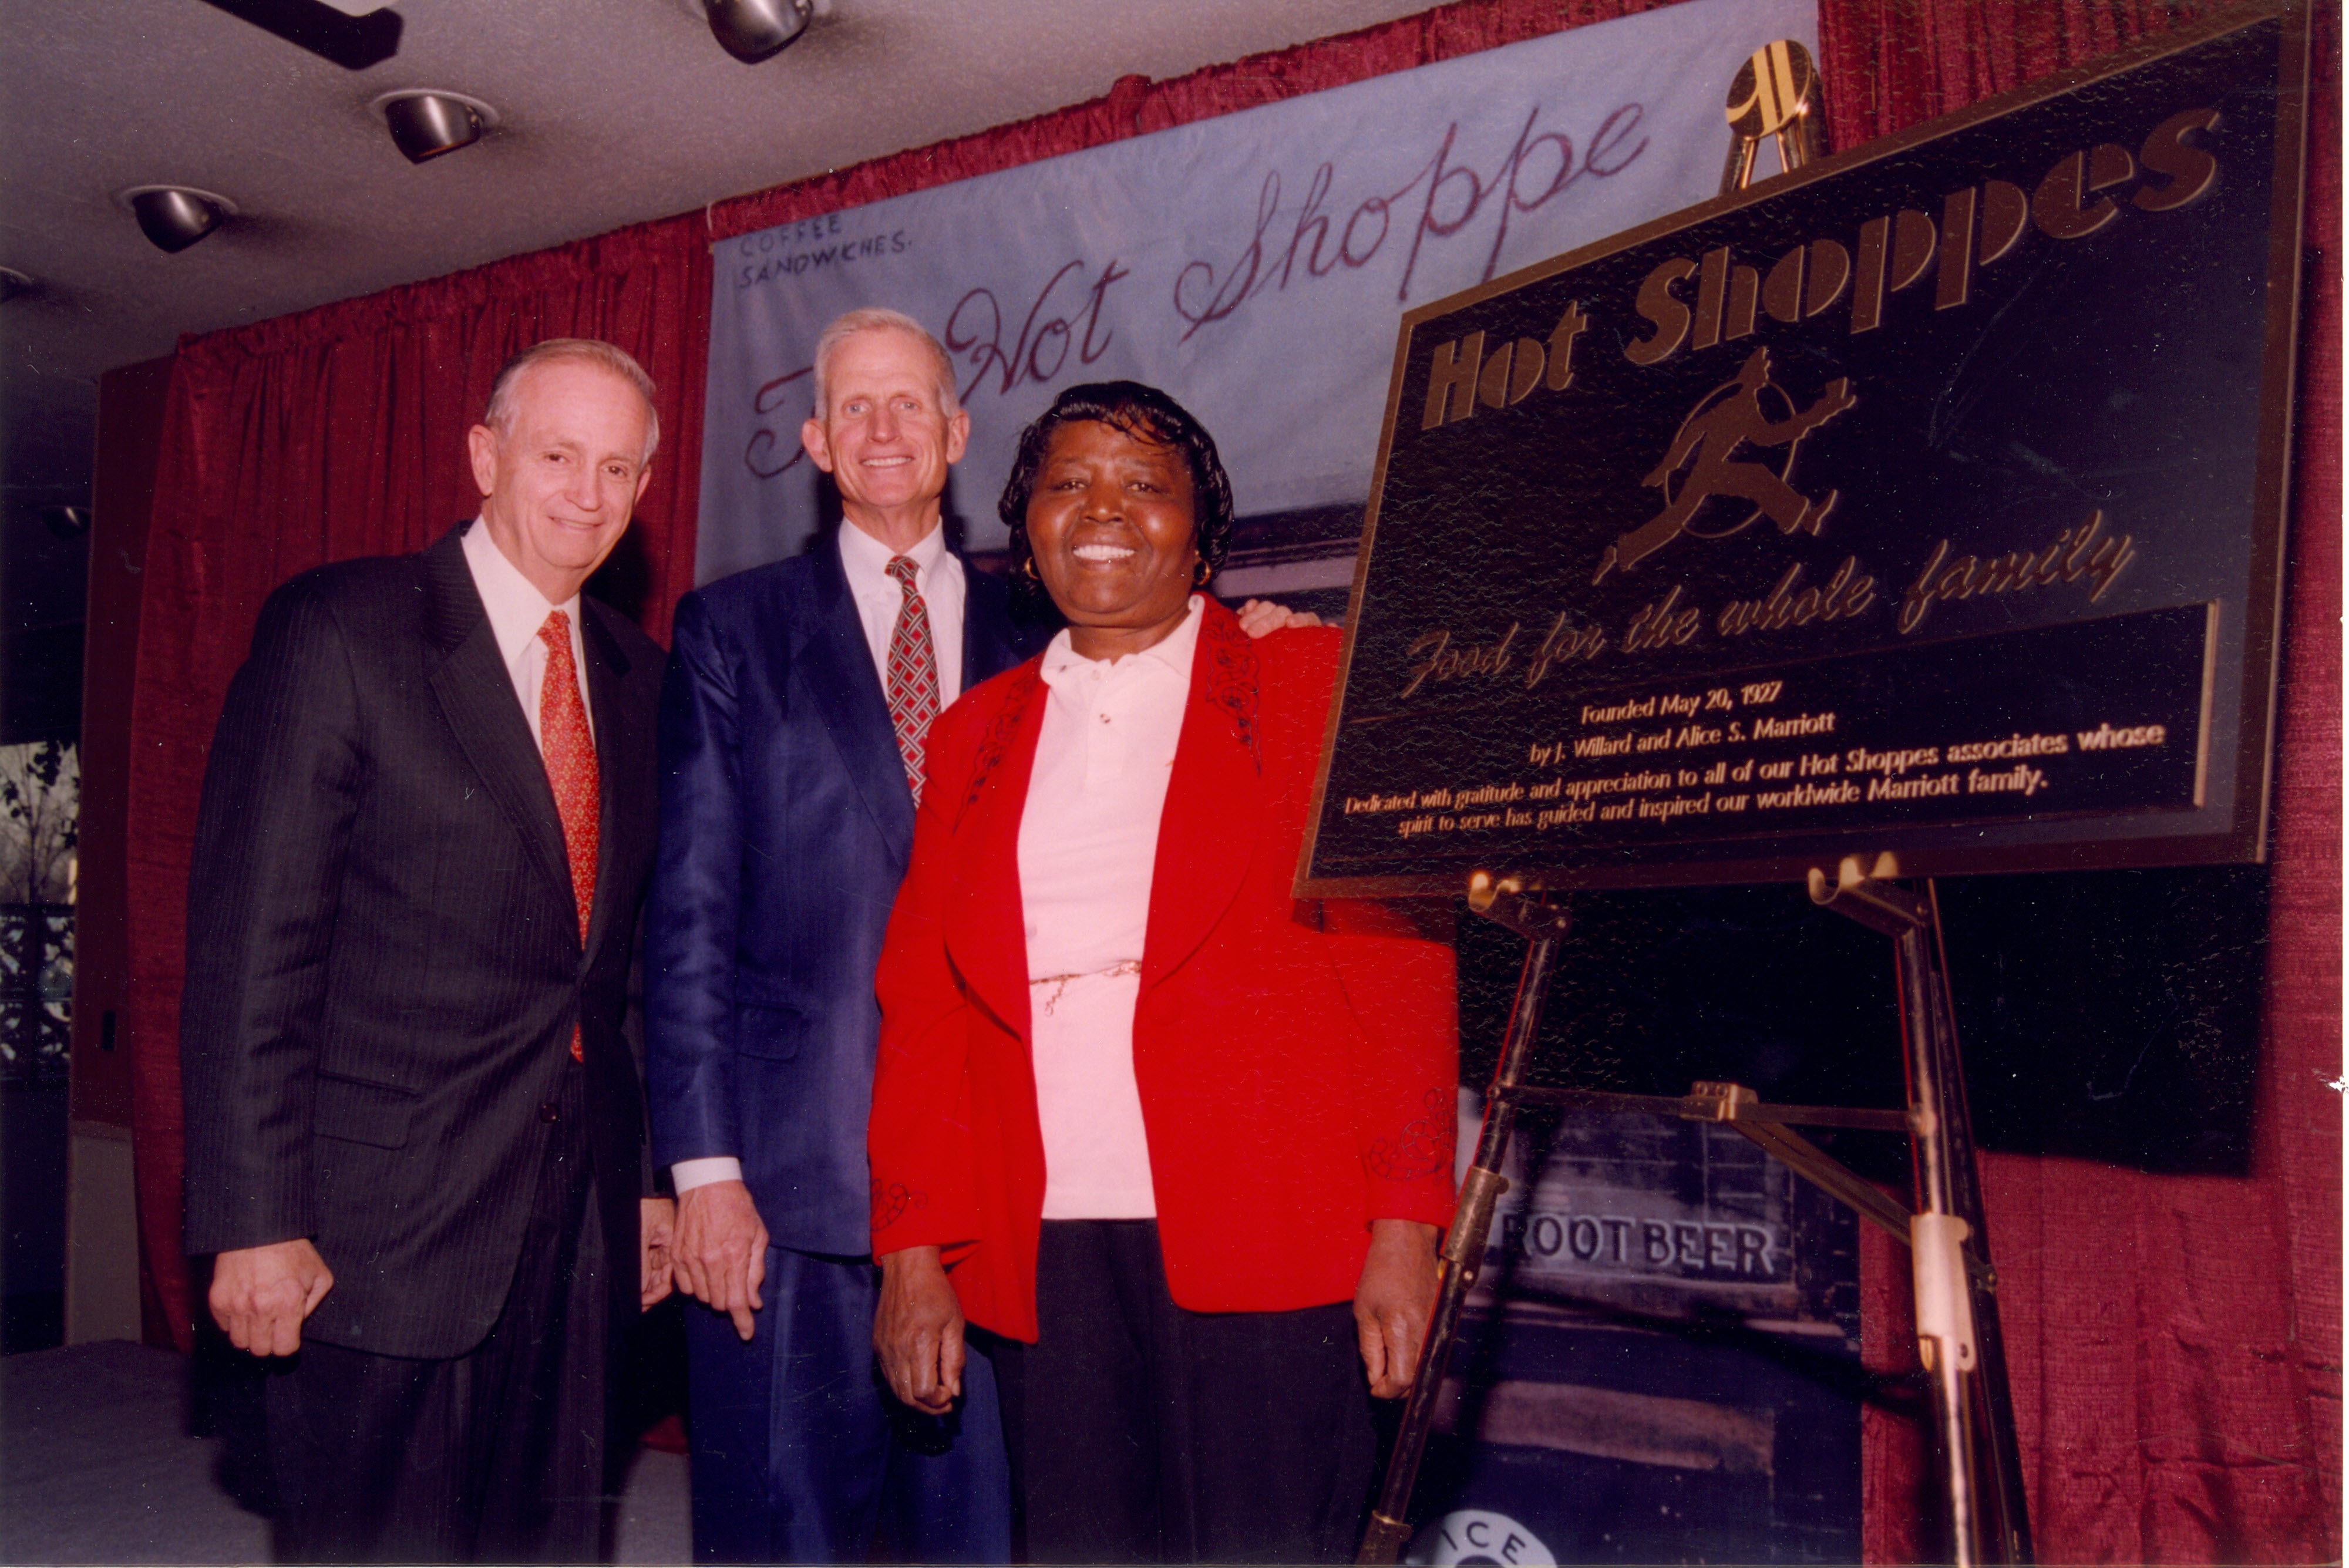 COFFEE
SANDWICHES.
Hot Shoppe
Hot Shoppes
Food for the whole family
Founded May 20, 1927
by J. Willard and Alice S. Marriott
Dedicated with gratitude and appreciation to all of our Hot Shoppes associates whose
spirit to serve has guided and inspired our worldwide Marriott family.
ROOT BEER
ICE